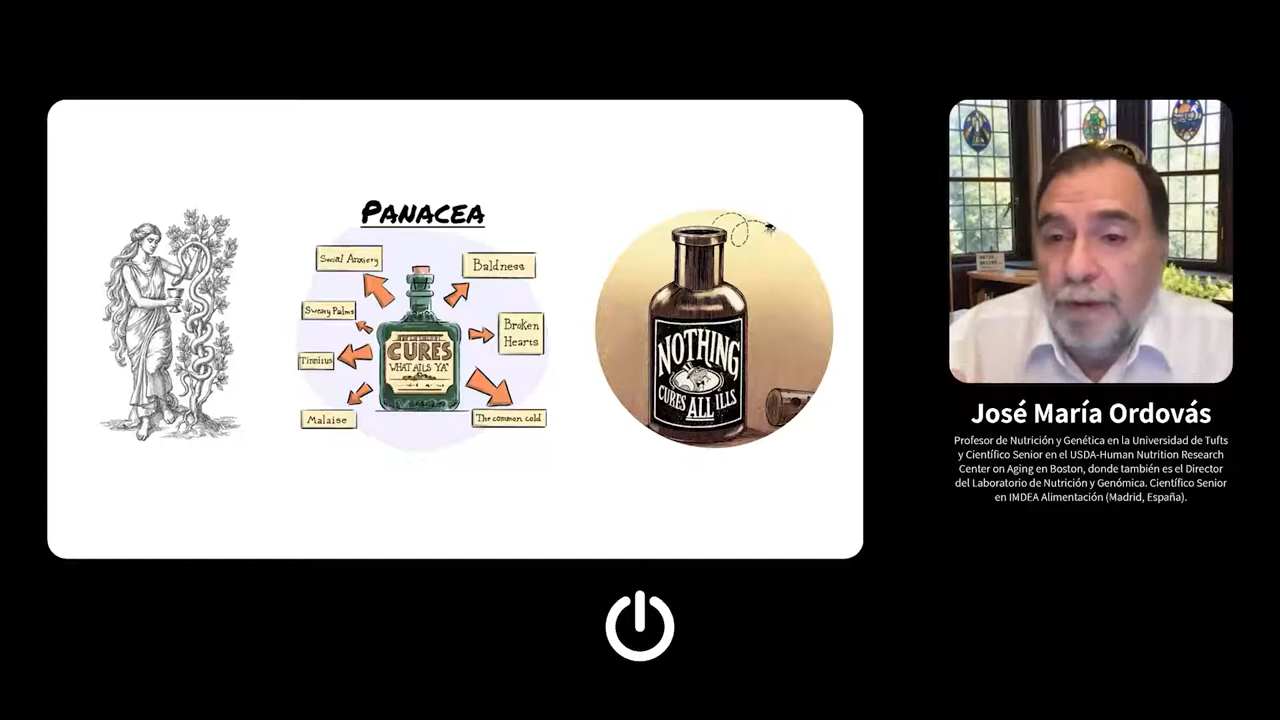 PANACEA
Social Anxiety
Baldness
Sweaty Palms
Broken
Hearts
Tinnitus
CURES
WHAT AILS YA'
Malaise
The common cold
NOTHING
CURES ALL ILLS
José María Ordovás
Profesor de Nutrición y Genética en la Universidad de Tufts
y Científico Senior en el USDA-Human Nutrition Research
Center on Aging en Boston, donde también es el Director
del Laboratorio de Nutrición y Genómica. Científico Senior
en IMDEA Alimentación (Madrid, España).